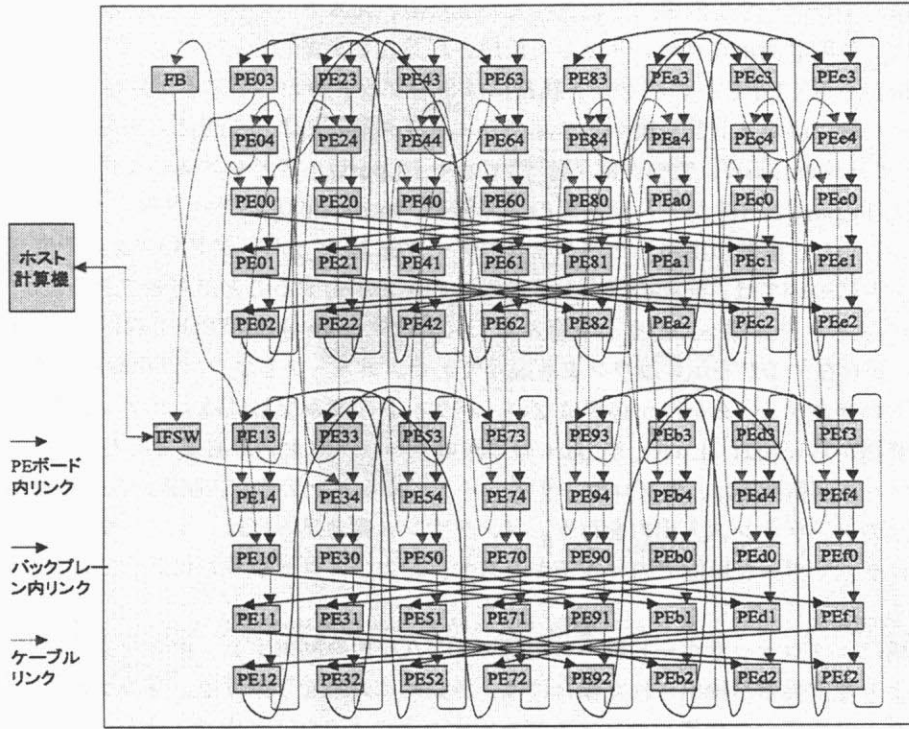 FB PE03 PE23 PE43 PE63 PE83 PEa3 PEc3 PEe3
PE04 PE24 PE44 PE64 PE84 PEa4 PEc4 PEe4
PE00 PE20 PE40 PE60 PE80 PEa0 PEc0 PEe0
ホスト
計算機
PE01 PE21 PE41 PE61 PE81 PEa1 PEc1 PEe1
PE02 PE22 PE42 PE62 PE82 PEa2 PEc2 PEe2
IFSW PE13 PE33 PE53 PE73 PE93 PEb3 PEd3 PEf3
PEボード
内リンク
PE14 PE34 PE54 PE74 PE94 PEb4 PEd4 PEf4
PE10 PE30 PE50 PE70 PE90 PEb0 PEd0 PEf0
バックプレ
ン内リンク
PE11 PE31 PE51 PE71 PE91 PEb1 PEd1 PEf1
ケーブル
リンク
PE12 PE32 PE52 PE72 PE92 PEb2 PEd2 PEf2